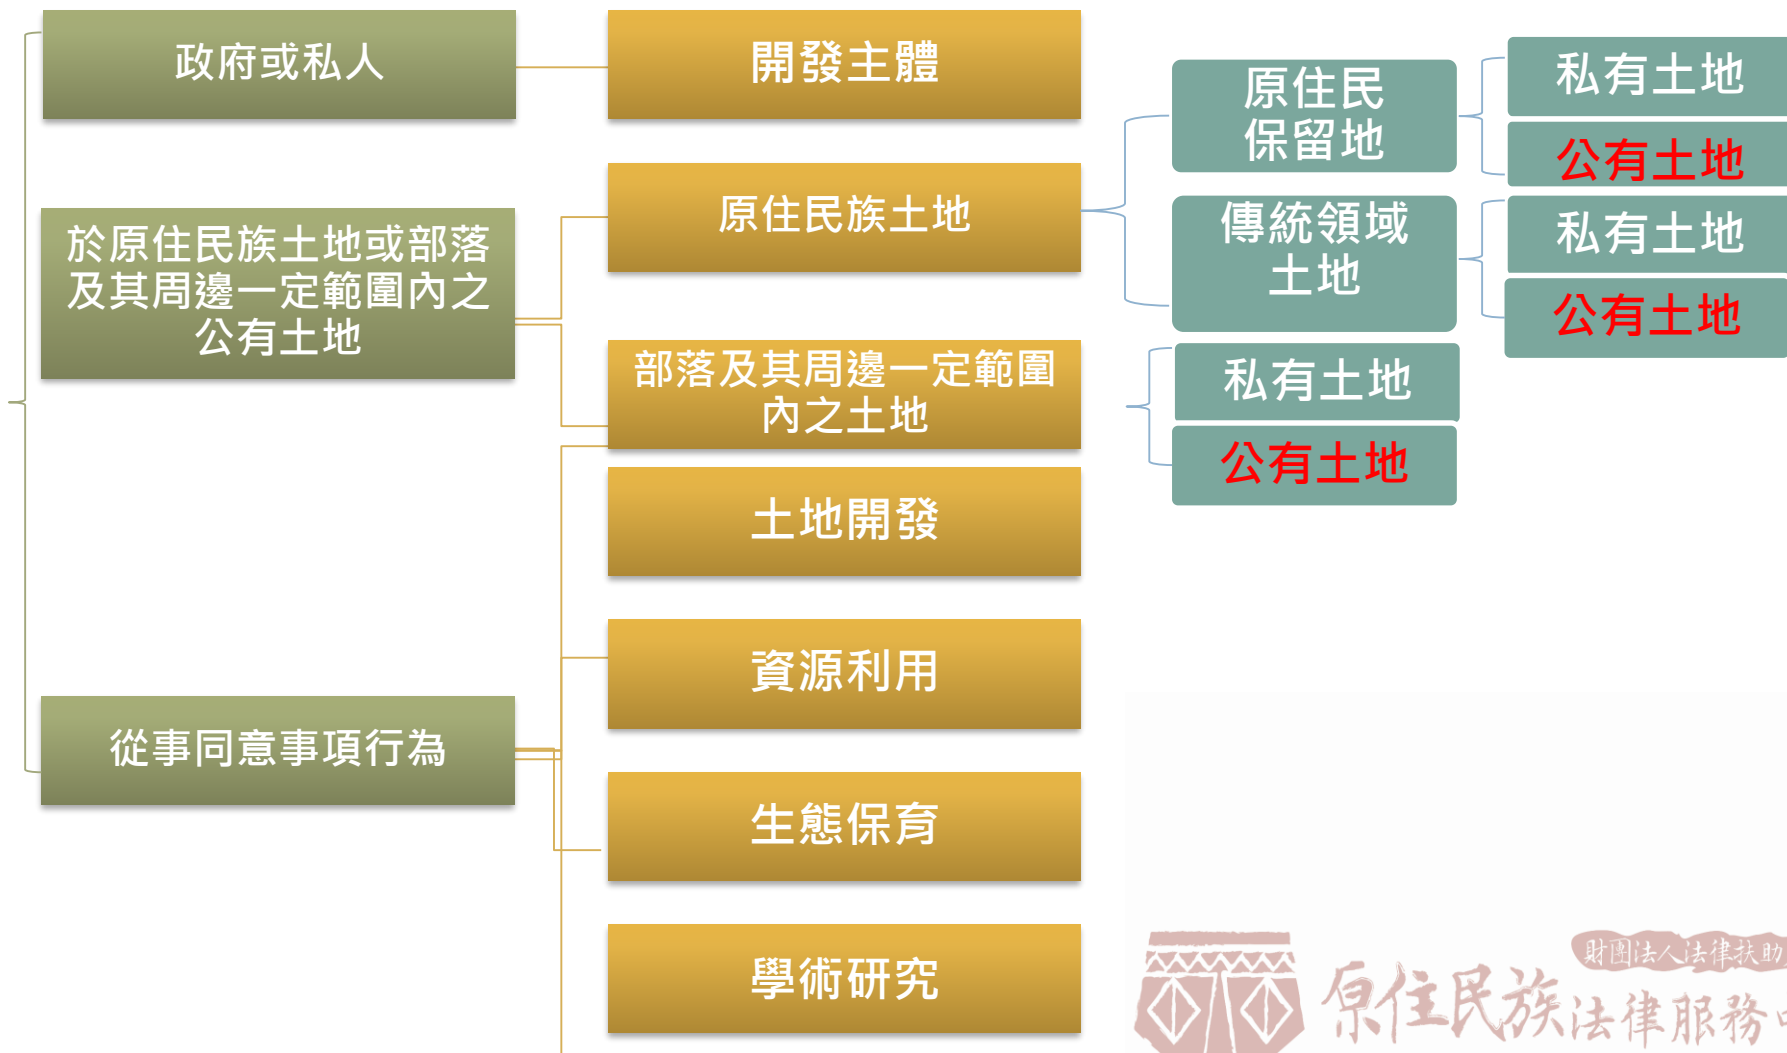 政府或私人
開發主體
原住民
保留地
私有土地
公有土地
於原住民族土地或部落
及其周邊一定範圍內之
公有土地
原住民族土地
傳統領域
土地
私有土地
公有土地
部落及其周邊一定範圍
內之土地
私有土地
公有土地
從事同意事項行為
土地開發
資源利用
生態保育
學術研究
財團法人法律扶助
原住民族法律服務中